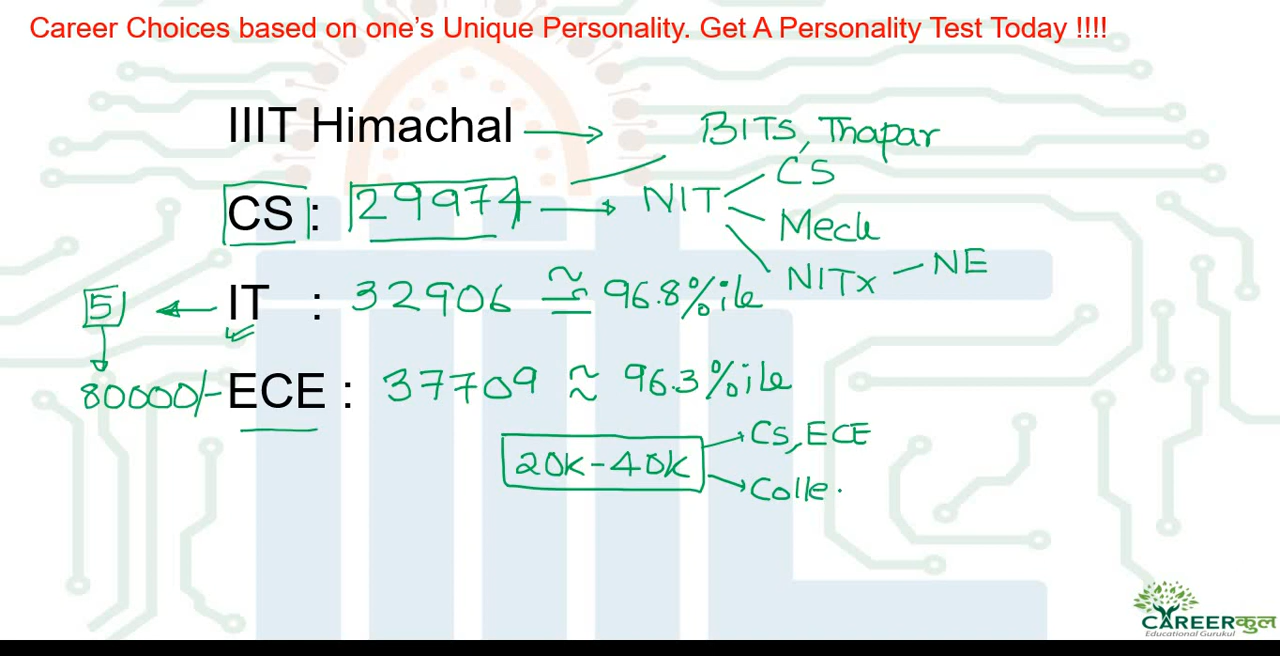 Career Choices based on one’s Unique Personality. Get A Personality Test Today !!!!
IIIT Himachal → BITS, Thapar
CS : 29974 → NIT CS
Mech
NITx – NE
5 ← IT : 32906 ≅ 96.8%ile
80000/- ECE : 37709 ≈ 96.3%ile
20K-40K → CS, ECE
→ Colle.
CAREERकुल
Educational Gurukul